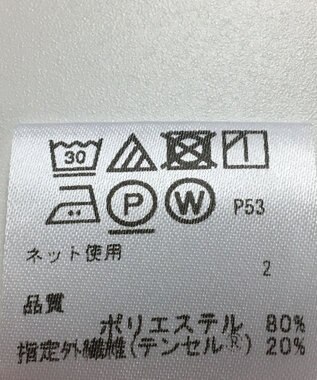 30
P W P53
ネット使用
2
品質
ポリエステル 80%
指定外繊維(テンセル®) 20%